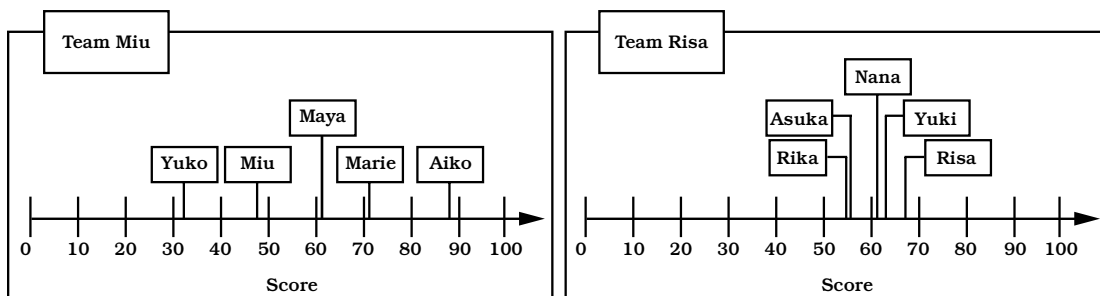 Team Miu
Maya
Yuko Miu Marie Aiko
0 10 20 30 40 50 60 70 80 90 100
Score
Team Risa
Nana
Asuka Yuki
Rika Risa
0 10 20 30 40 50 60 70 80 90 100
Score